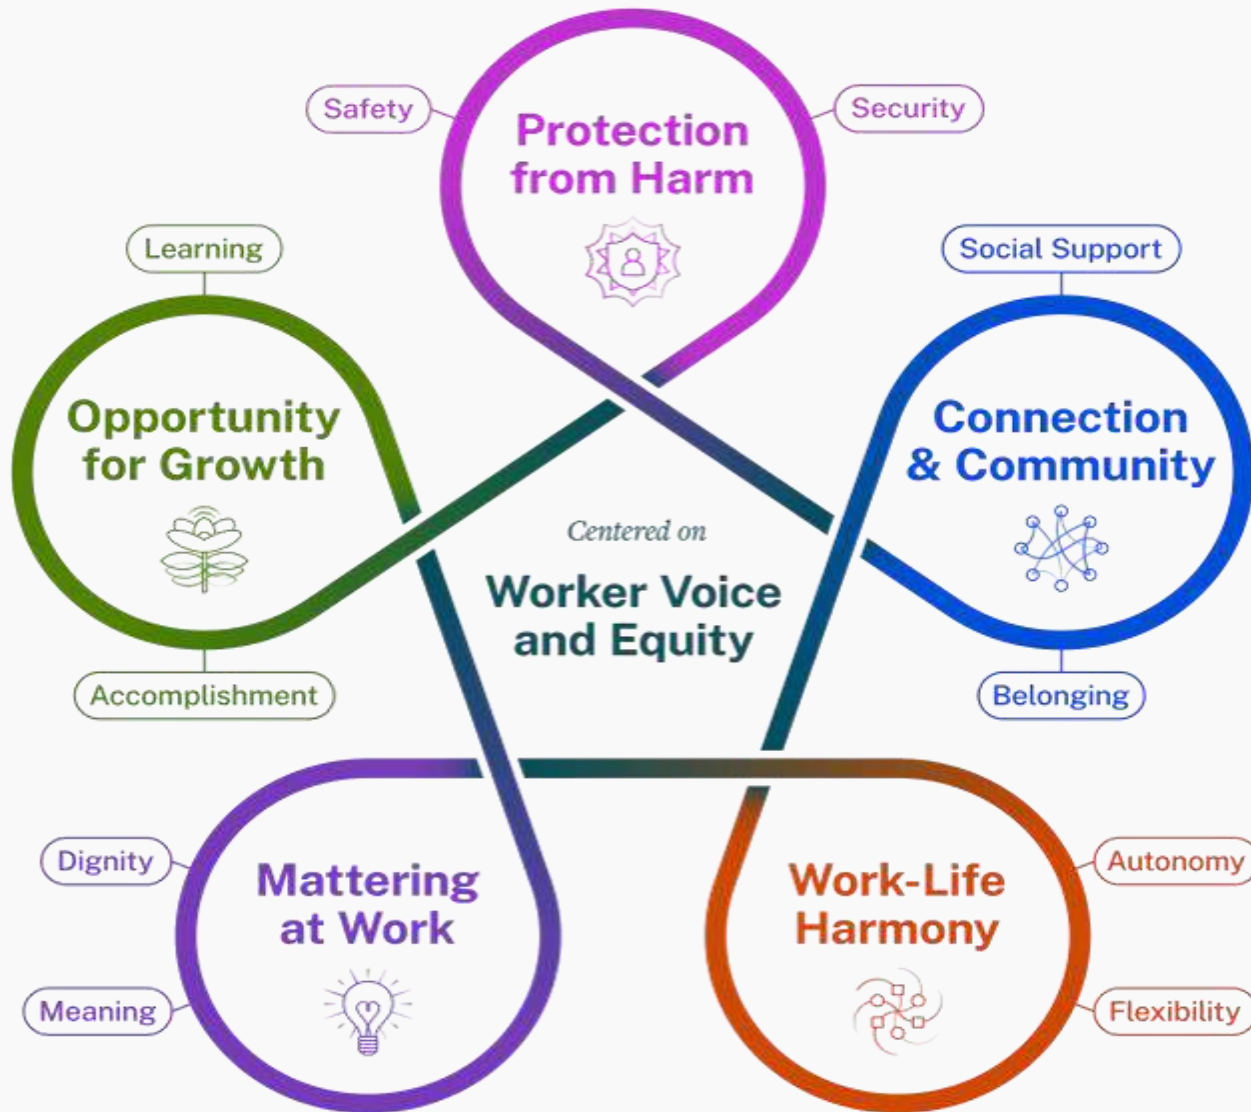 Safety
Protection
from Harm
Security
Learning
Opportunity
for Growth
Accomplishment
Social Support
Connection
& Community
Belonging
Centered on
Worker Voice
and Equity
Dignity
Mattering
at Work
Meaning
Work-Life
Harmony
Autonomy
Flexibility